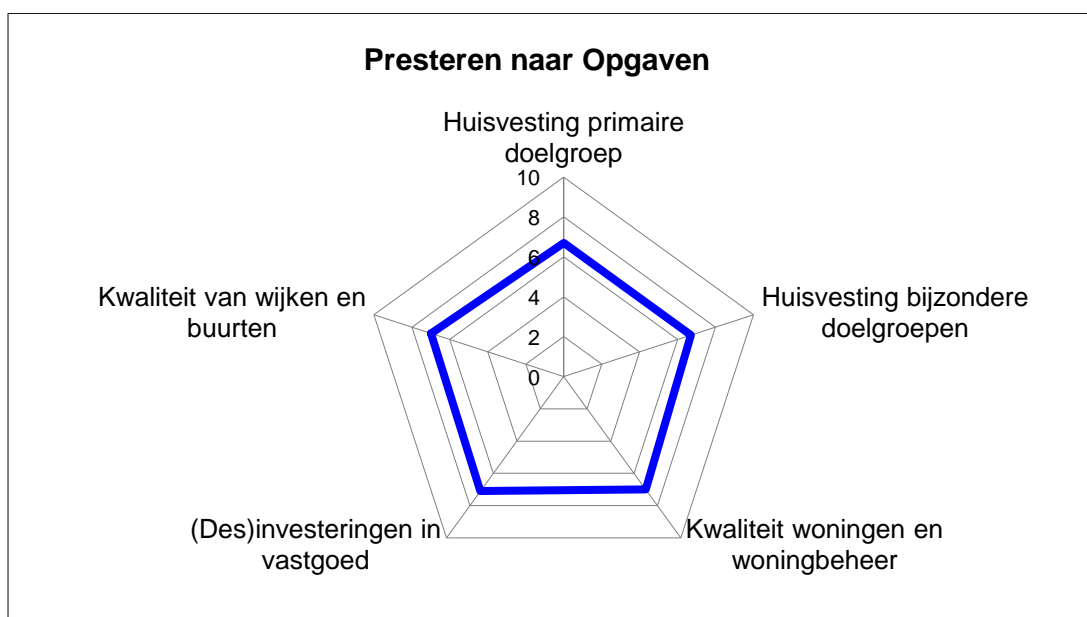 Presteren naar Opgaven
Huisvesting primaire
doelgroep
10
8
6
4
2
0
Kwaliteit van wijken en
buurten
Huisvesting bijzondere
doelgroepen
(Des)investeringen in
vastgoed
Kwaliteit woningen en
woningbeheer